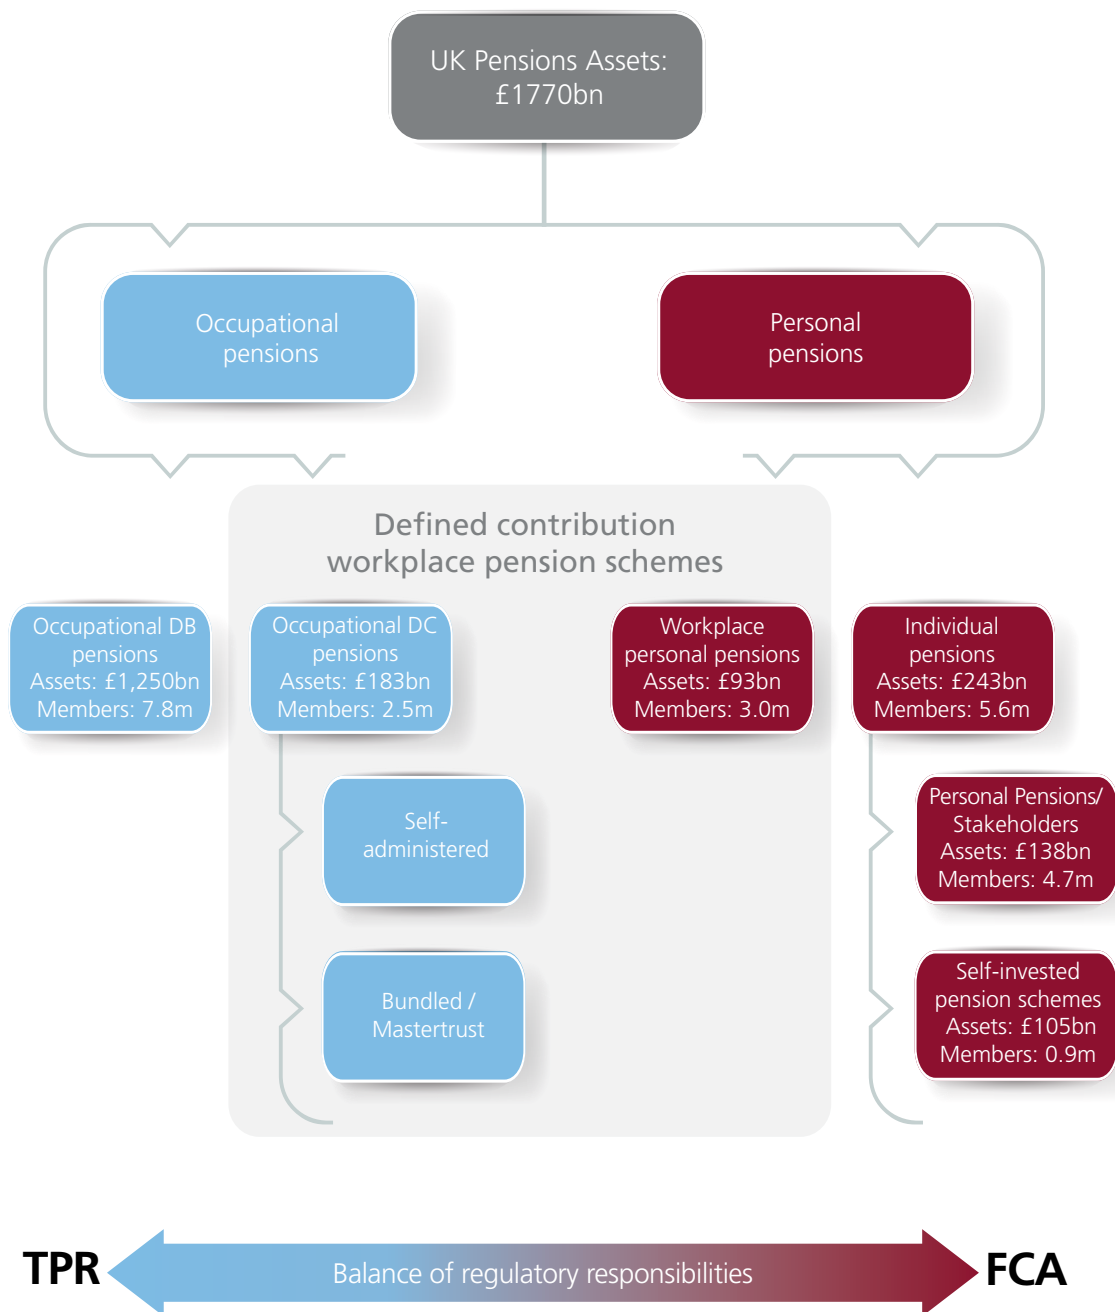 UK Pensions Assets:
£1770bn
Occupational
pensions
Personal
pensions
Defined contribution
workplace pension schemes
Occupational DB
pensions
Assets: £1,250bn
Members: 7.8m
Occupational DC
pensions
Assets: £183bn
Members: 2.5m
Workplace
personal pensions
Assets: £93bn
Members: 3.0m
Individual
pensions
Assets: £243bn
Members: 5.6m
Self-
administered
Personal Pensions/
Stakeholders
Assets: £138bn
Members: 4.7m
Bundled /
Mastertrust
Self-invested
pension schemes
Assets: £105bn
Members: 0.9m
TPR
Balance of regulatory responsibilities
FCA